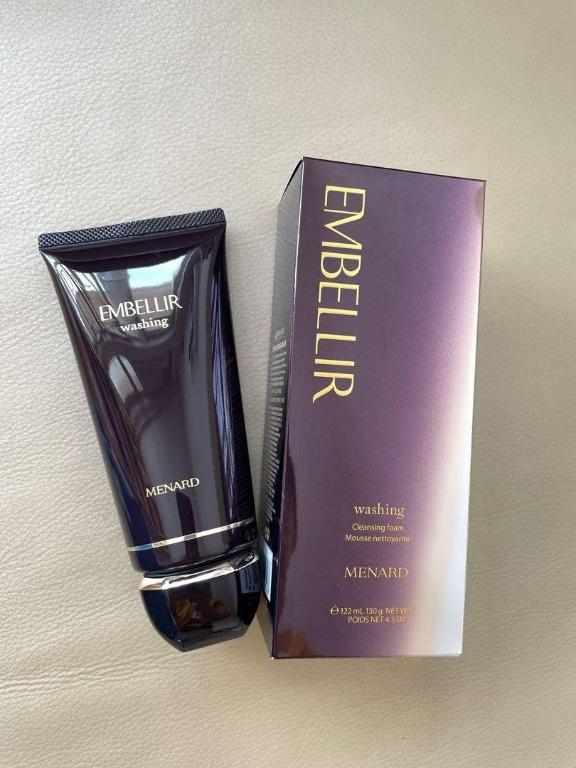 EMBELLIR
washing
MENARD
EMBELLIR
washing
Cleansing foam
Mousse nettoyante
MENARD
℮ 122 mL 130 g NET WT.
POIDS NET 4.5 OZ